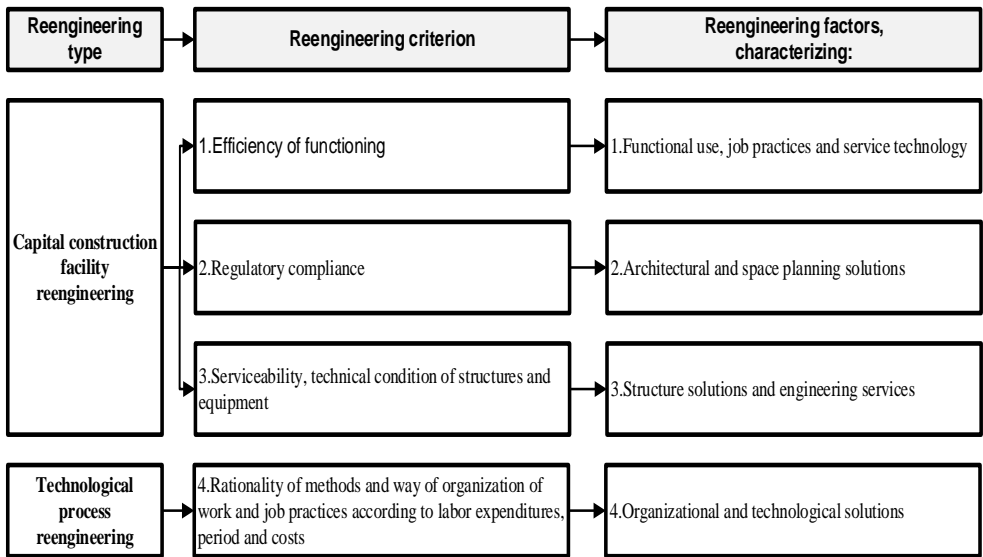 Reengineering
type
Reengineering criterion
Reengineering factors,
characterizing:
Capital construction
facility
reengineering
1.Efficiency of functioning
1.Functional use, job practices and service technology
2.Regulatory compliance
2.Architectural and space planning solutions
3.Serviceability, technical condition of structures and
equipment
3.Structure solutions and engineering services
Technological
process
reengineering
4.Rationality of methods and way of organization of
work and job practices according to labor expenditures,
period and costs
4.Organizational and technological solutions